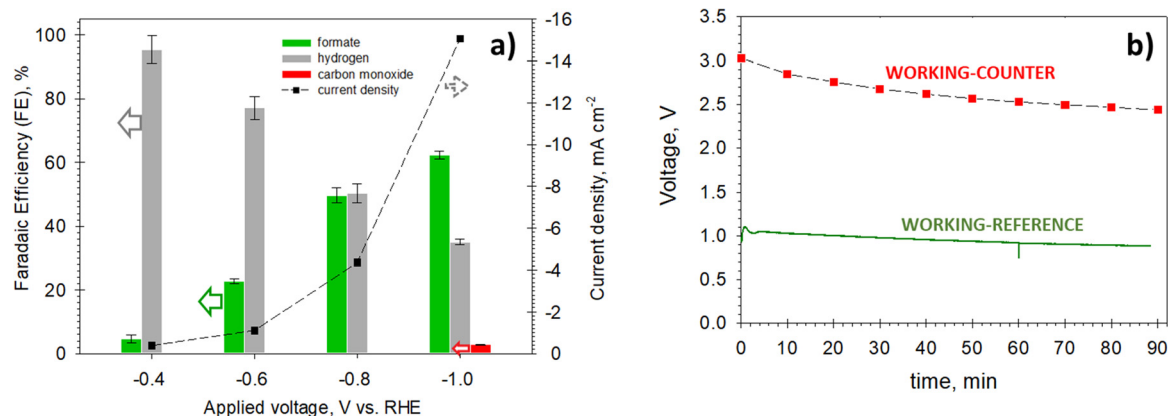 a)
formate
hydrogen
carbon monoxide
current density
Faradaic Efficiency (FE), %
100
80
60
40
20
0
-16
-14
-12
-10
-8
-6
-4
-2
0
Current density, mA cm-2
-0.4
-0.6
-0.8
-1.0
Applied voltage, V vs. RHE
b)
WORKING-COUNTER
WORKING-REFERENCE
Voltage, V
3.5
3.0
2.5
2.0
1.5
1.0
0.5
0.0
0 10 20 30 40 50 60 70 80 90
time, min